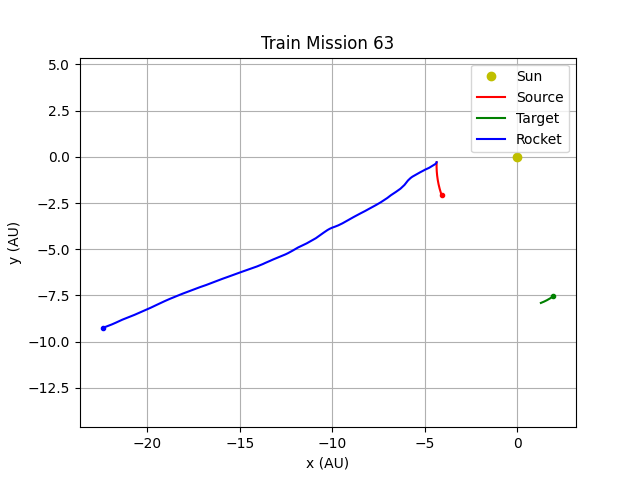 Train Mission 63
Sun
Source
Target
Rocket
5.0
2.5
0.0
−2.5
−5.0
−7.5
−10.0
−12.5
y (AU)
−20 −15 −10 −5 0
x (AU)